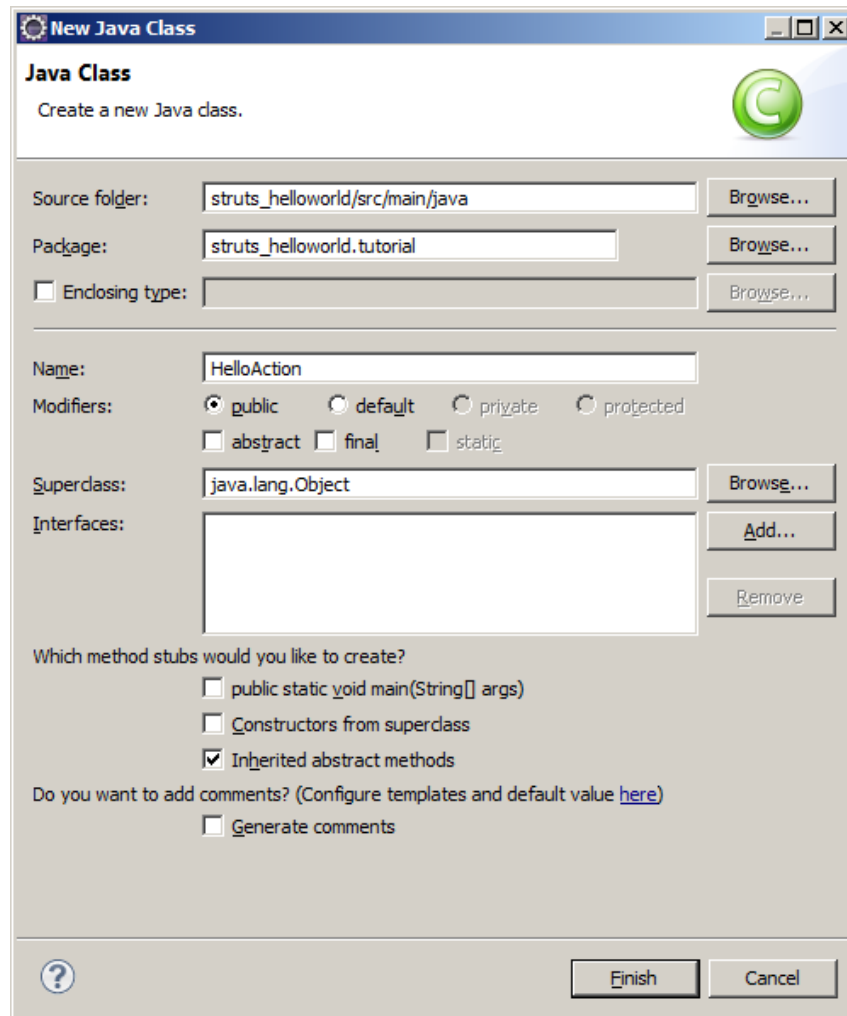 New Java Class
Java Class
Create a new Java class.
Source folder: struts_helloworld/src/main/java Browse...
Package: struts_helloworld.tutorial Browse...
Enclosing type: Browse...
Name: HelloAction
Modifiers: public default private protected
abstract final static
Superclass: java.lang.Object Browse...
Interfaces: Add...
Remove
Which method stubs would you like to create?
public static void main(String[] args)
Constructors from superclass
Inherited abstract methods
Do you want to add comments? (Configure templates and default value here)
Generate comments
? Finish Cancel